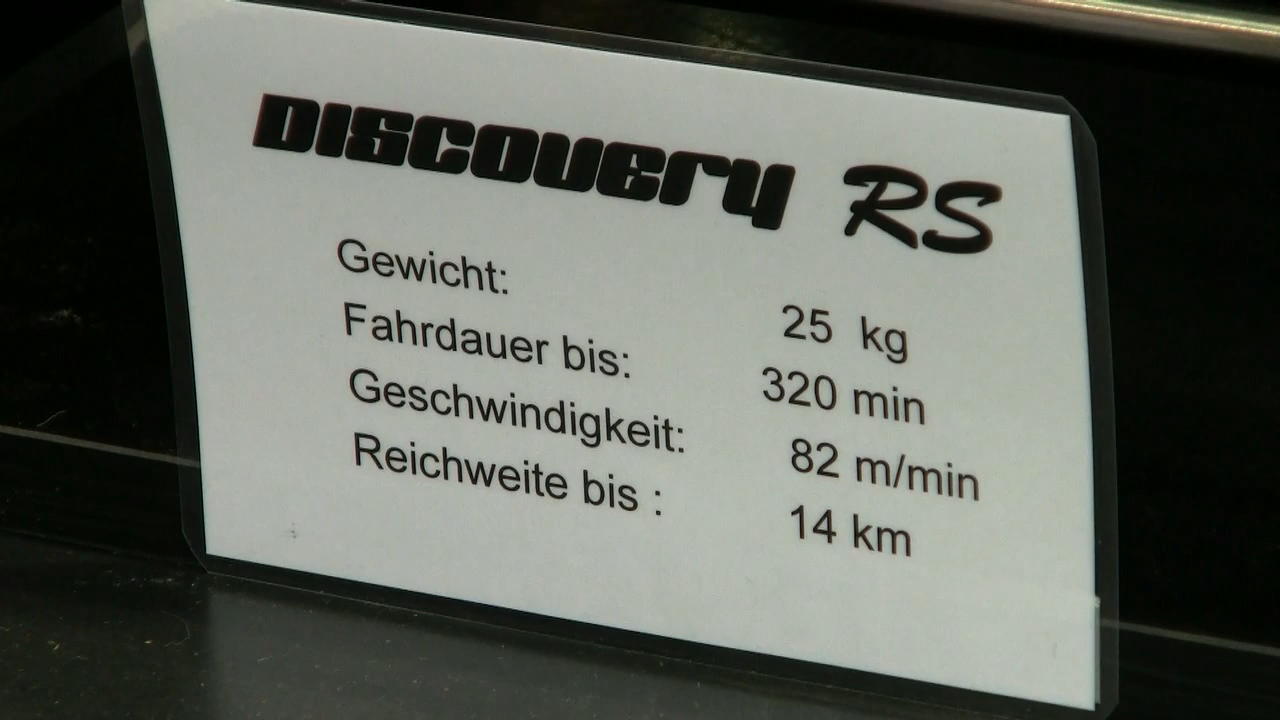 DISCOVERY RS
Gewicht: 25 kg
Fahrdauer bis: 320 min
Geschwindigkeit: 82 m/min
Reichweite bis : 14 km